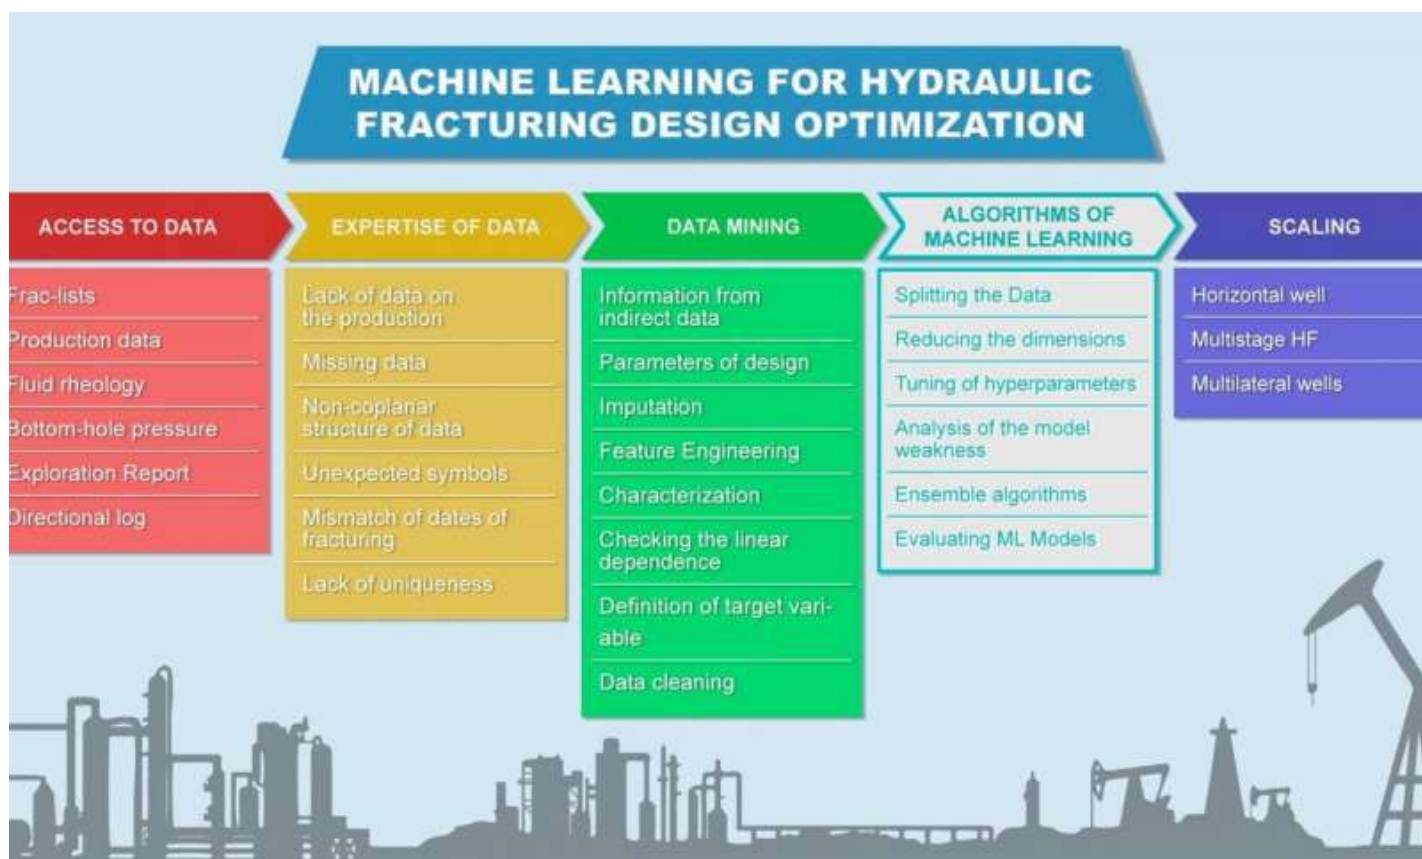 MACHINE LEARNING FOR HYDRAULIC
FRACTURING DESIGN OPTIMIZATION
ACCESS TO DATA
Frac-lists
Production data
Fluid rheology
Bottom-hole pressure
Exploration Report
Directional log
EXPERTISE OF DATA
Lack of data on
the production
Missing data
Non-coplanar
structure of data
Unexpected symbols
Mismatch of dates of
fracturing
Lack of uniqueness
DATA MINING
Information from
indirect data
Parameters of design
Imputation
Feature Engineering
Characterization
Checking the linear
dependence
Definition of target vari-
able
Data cleaning
ALGORITHMS OF
MACHINE LEARNING
Splitting the Data
Reducing the dimensions
Tuning of hyperparameters
Analysis of the model
weakness
Ensemble algorithms
Evaluating ML Models
SCALING
Horizontal well
Multistage HF
Multilateral wells